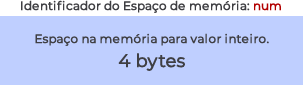 Identificador do Espaço de memória: num
Espaço na memória para valor inteiro.
4 bytes